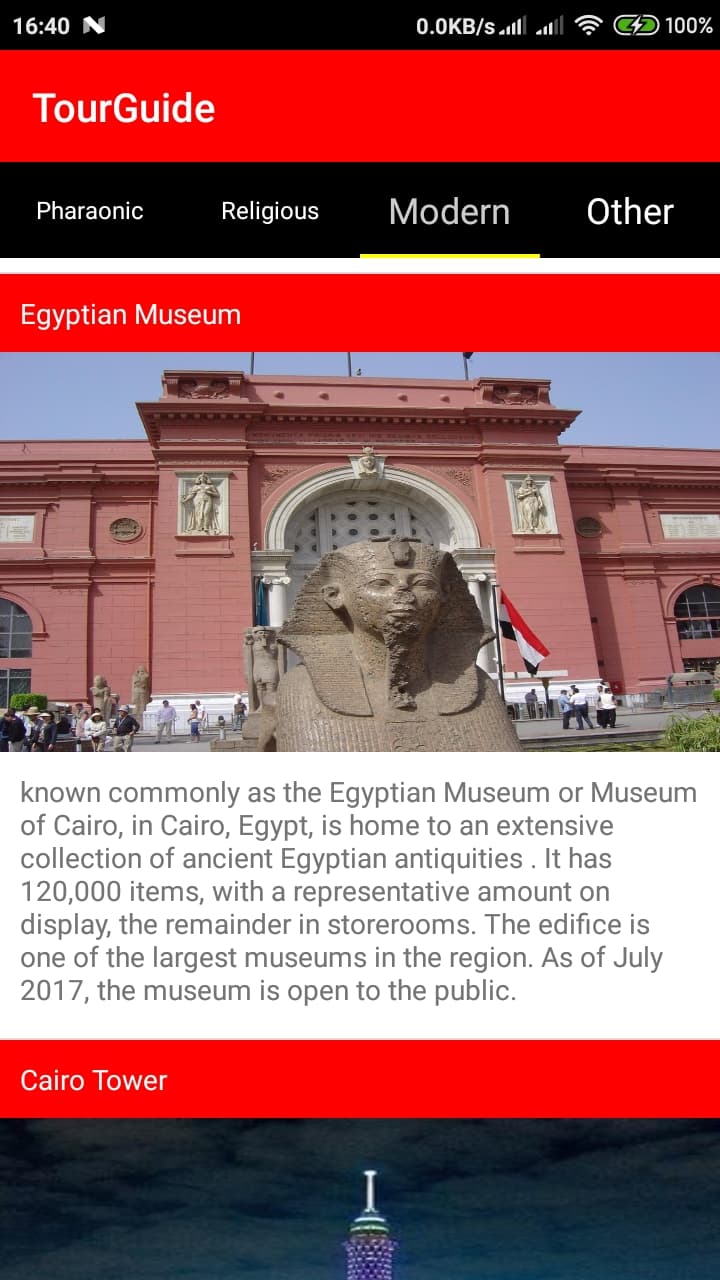 16:40 0.0KB/s 100%
TourGuide
Pharaonic Religious Modern Other
Egyptian Museum
known commonly as the Egyptian Museum or Museum
of Cairo, in Cairo, Egypt, is home to an extensive
collection of ancient Egyptian antiquities . It has
120,000 items, with a representative amount on
display, the remainder in storerooms. The edifice is
one of the largest museums in the region. As of July
2017, the museum is open to the public.
Cairo Tower